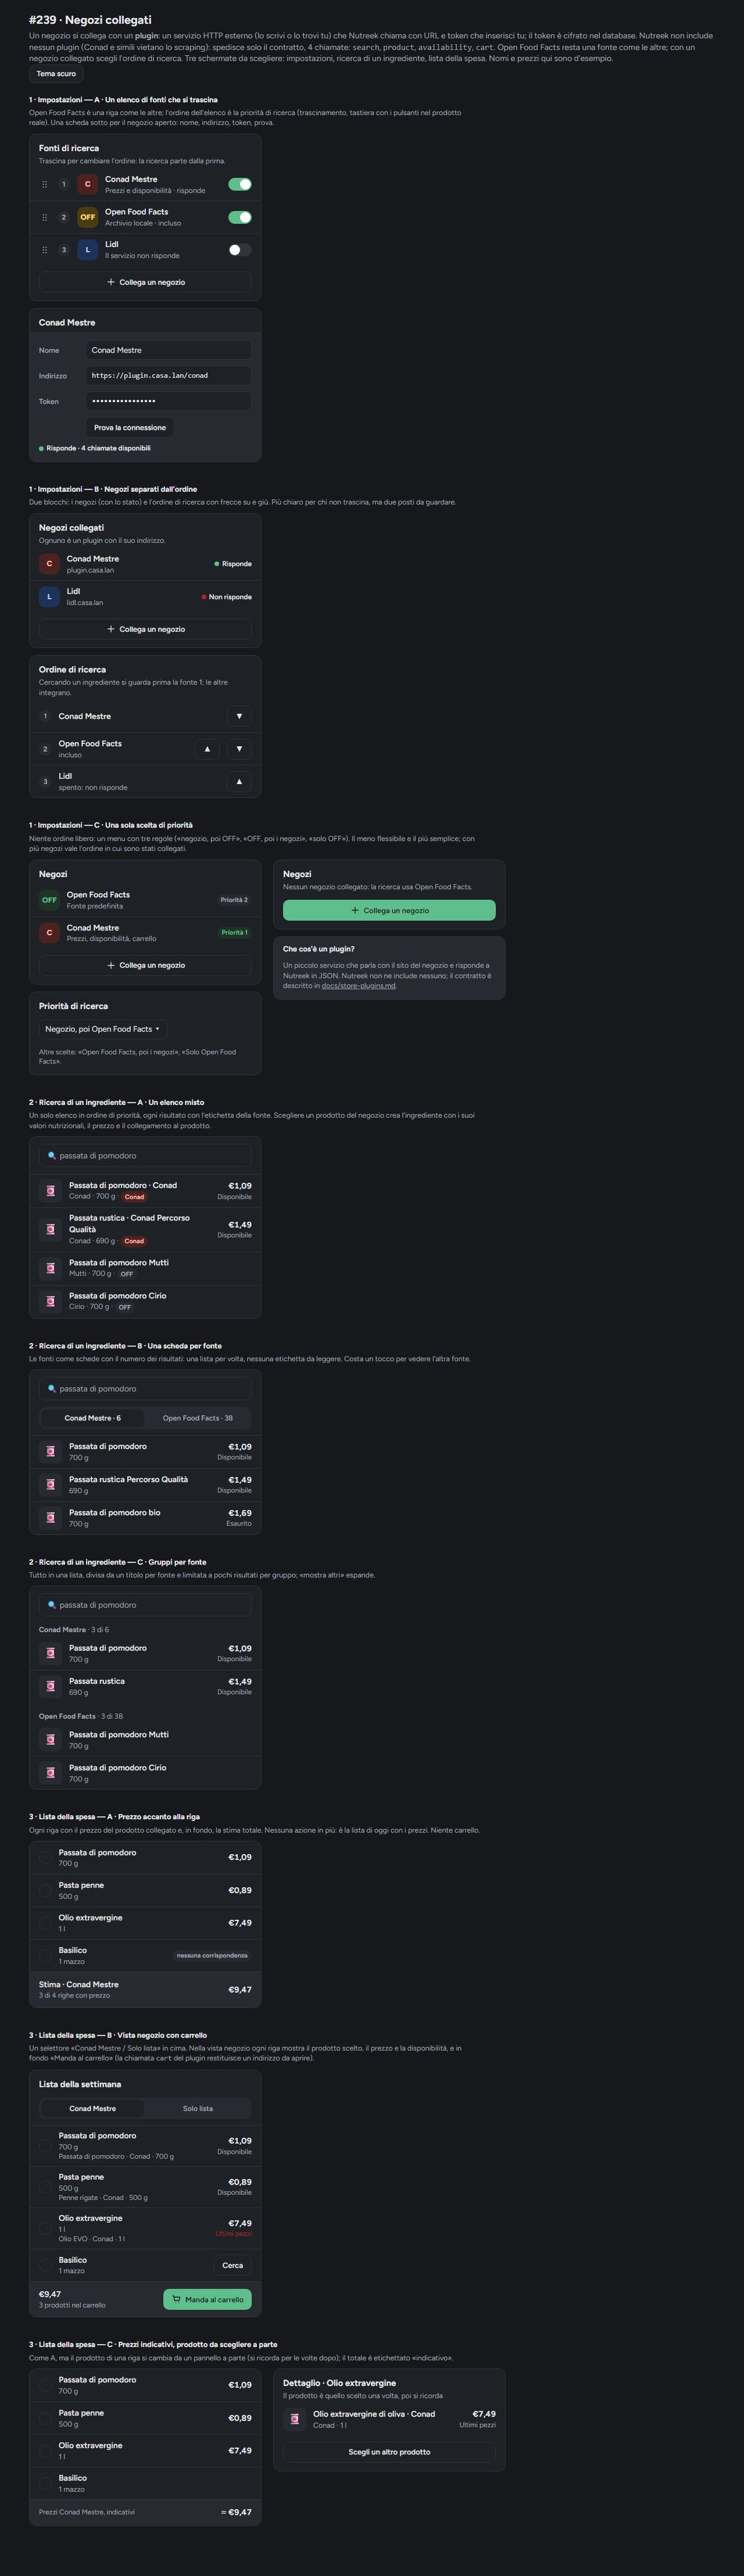 #239 · Negozi collegati
Un negozio si collega con un plugin: un servizio HTTP esterno (lo scrivi o lo trovi tu) che Nutreek chiama con URL e token che inserisci tu; il token è cifrato nel database. Nutreek non include
nessun plugin (Conad e simili vietano lo scraping): spedisce solo il contratto, 4 chiamate: search, product, availability, cart. Open Food Facts resta una fonte come le altre; con un
negozio collegato scegli l'ordine di ricerca. Tre schermate da scegliere: impostazioni, ricerca di un ingrediente, lista della spesa. Nomi e prezzi qui sono d'esempio.
Tema scuro
1 · Impostazioni — A · Un elenco di fonti che si trascina
Open Food Facts è una riga come le altre; l'ordine dell'elenco è la priorità di ricerca (trascinamento, tastiera con i pulsanti nel prodotto
reale). Una scheda sotto per il negozio aperto: nome, indirizzo, token, prova.
Fonti di ricerca
Trascina per cambiare l'ordine: la ricerca parte dalla prima.
1 C Conad Mestre
Prezzi e disponibilità · risponde
2 OFF Open Food Facts
Archivio locale · incluso
3 L Lidl
Il servizio non risponde
+ Collega un negozio
Conad Mestre
Nome Conad Mestre
Indirizzo https://plugin.casa.lan/conad
Token ••••••••••••••••
Prova la connessione
Risponde · 4 chiamate disponibili
1 · Impostazioni — B · Negozi separati dall'ordine
Due blocchi: i negozi (con lo stato) e l'ordine di ricerca con frecce su e giù. Più chiaro per chi non trascina, ma due posti da guardare.
Negozi collegati
Ognuno è un plugin con il suo indirizzo.
C Conad Mestre Risponde
plugin.casa.lan
L Lidl Non risponde
lidl.casa.lan
+ Collega un negozio
Ordine di ricerca
Cercando un ingrediente si guarda prima la fonte 1; le altre
integrano.
1 Conad Mestre ▼
2 Open Food Facts ▲ ▼
incluso
3 Lidl ▲
spento: non risponde
1 · Impostazioni — C · Una sola scelta di priorità
Niente ordine libero: un menu con tre regole («negozio, poi OFF», «OFF, poi i negozi», «solo OFF»). Il meno flessibile e il più semplice; con
più negozi vale l'ordine in cui sono stati collegati.
Negozi
OFF Open Food Facts Priorità 2
Fonte predefinita
C Conad Mestre Priorità 1
Prezzi, disponibilità, carrello
+ Collega un negozio
Priorità di ricerca
Negozio, poi Open Food Facts ▾
Altre scelte: «Open Food Facts, poi i negozi», «Solo Open Food
Facts».
Negozi
Nessun negozio collegato: la ricerca usa Open Food Facts.
+ Collega un negozio
Che cos'è un plugin?
Un piccolo servizio che parla con il sito del negozio e risponde a
Nutreek in JSON. Nutreek non ne include nessuno; il contratto è
descritto in docs/store-plugins.md.
2 · Ricerca di un ingrediente — A · Un elenco misto
Un solo elenco in ordine di priorità, ogni risultato con l'etichetta della fonte. Scegliere un prodotto del negozio crea l'ingrediente con i suoi
valori nutrizionali, il prezzo e il collegamento al prodotto.
passata di pomodoro
Passata di pomodoro · Conad €1,09
Conad · 700 g · Conad Disponibile
Passata rustica · Conad Percorso
Qualità €1,49
Conad · 690 g · Conad Disponibile
Passata di pomodoro Mutti
Mutti · 700 g · OFF
Passata di pomodoro Cirio
Cirio · 700 g · OFF
2 · Ricerca di un ingrediente — B · Una scheda per fonte
Le fonti come schede con il numero dei risultati: una lista per volta, nessuna etichetta da leggere. Costa un tocco per vedere l'altra fonte.
passata di pomodoro
Conad Mestre · 6 Open Food Facts · 38
Passata di pomodoro €1,09
700 g Disponibile
Passata rustica Percorso Qualità €1,49
690 g Disponibile
Passata di pomodoro bio €1,69
700 g Esaurito
2 · Ricerca di un ingrediente — C · Gruppi per fonte
Tutto in una lista, divisa da un titolo per fonte e limitata a pochi risultati per gruppo; «mostra altri» espande.
passata di pomodoro
Conad Mestre · 3 di 6
Passata di pomodoro €1,09
700 g Disponibile
Passata rustica €1,49
690 g Disponibile
Open Food Facts · 3 di 38
Passata di pomodoro Mutti
700 g
Passata di pomodoro Cirio
700 g
3 · Lista della spesa — A · Prezzo accanto alla riga
Ogni riga con il prezzo del prodotto collegato e, in fondo, la stima totale. Nessuna azione in più: è la lista di oggi con i prezzi. Niente carrello.
Passata di pomodoro €1,09
700 g
Pasta penne €0,89
500 g
Olio extravergine €7,49
1 l
Basilico nessuna corrispondenza
1 mazzo
Stima · Conad Mestre €9,47
3 di 4 righe con prezzo
3 · Lista della spesa — B · Vista negozio con carrello
Un selettore «Conad Mestre / Solo lista» in cima. Nella vista negozio ogni riga mostra il prodotto scelto, il prezzo e la disponibilità, e in
fondo «Manda al carrello» (la chiamata cart del plugin restituisce un indirizzo da aprire).
Lista della settimana
Conad Mestre Solo lista
Passata di pomodoro €1,09
700 g Disponibile
Passata di pomodoro · Conad · 700 g
Pasta penne €0,89
500 g Disponibile
Penne rigate · Conad · 500 g
Olio extravergine €7,49
1 l Ultimi pezzi
Olio EVO · Conad · 1 l
Basilico Cerca
1 mazzo
€9,47 Manda al carrello
3 prodotti nel carrello
3 · Lista della spesa — C · Prezzi indicativi, prodotto da scegliere a parte
Come A, ma il prodotto di una riga si cambia da un pannello a parte (si ricorda per le volte dopo); il totale è etichettato «indicativo».
Passata di pomodoro €1,09
700 g
Pasta penne €0,89
500 g
Olio extravergine €7,49
1 l
Basilico
1 mazzo
Prezzi Conad Mestre, indicativi ≈ €9,47
Dettaglio · Olio extravergine
Il prodotto è quello scelto una volta, poi si ricorda
Olio extravergine di oliva · Conad €7,49
Conad · 1 l Ultimi pezzi
Scegli un altro prodotto